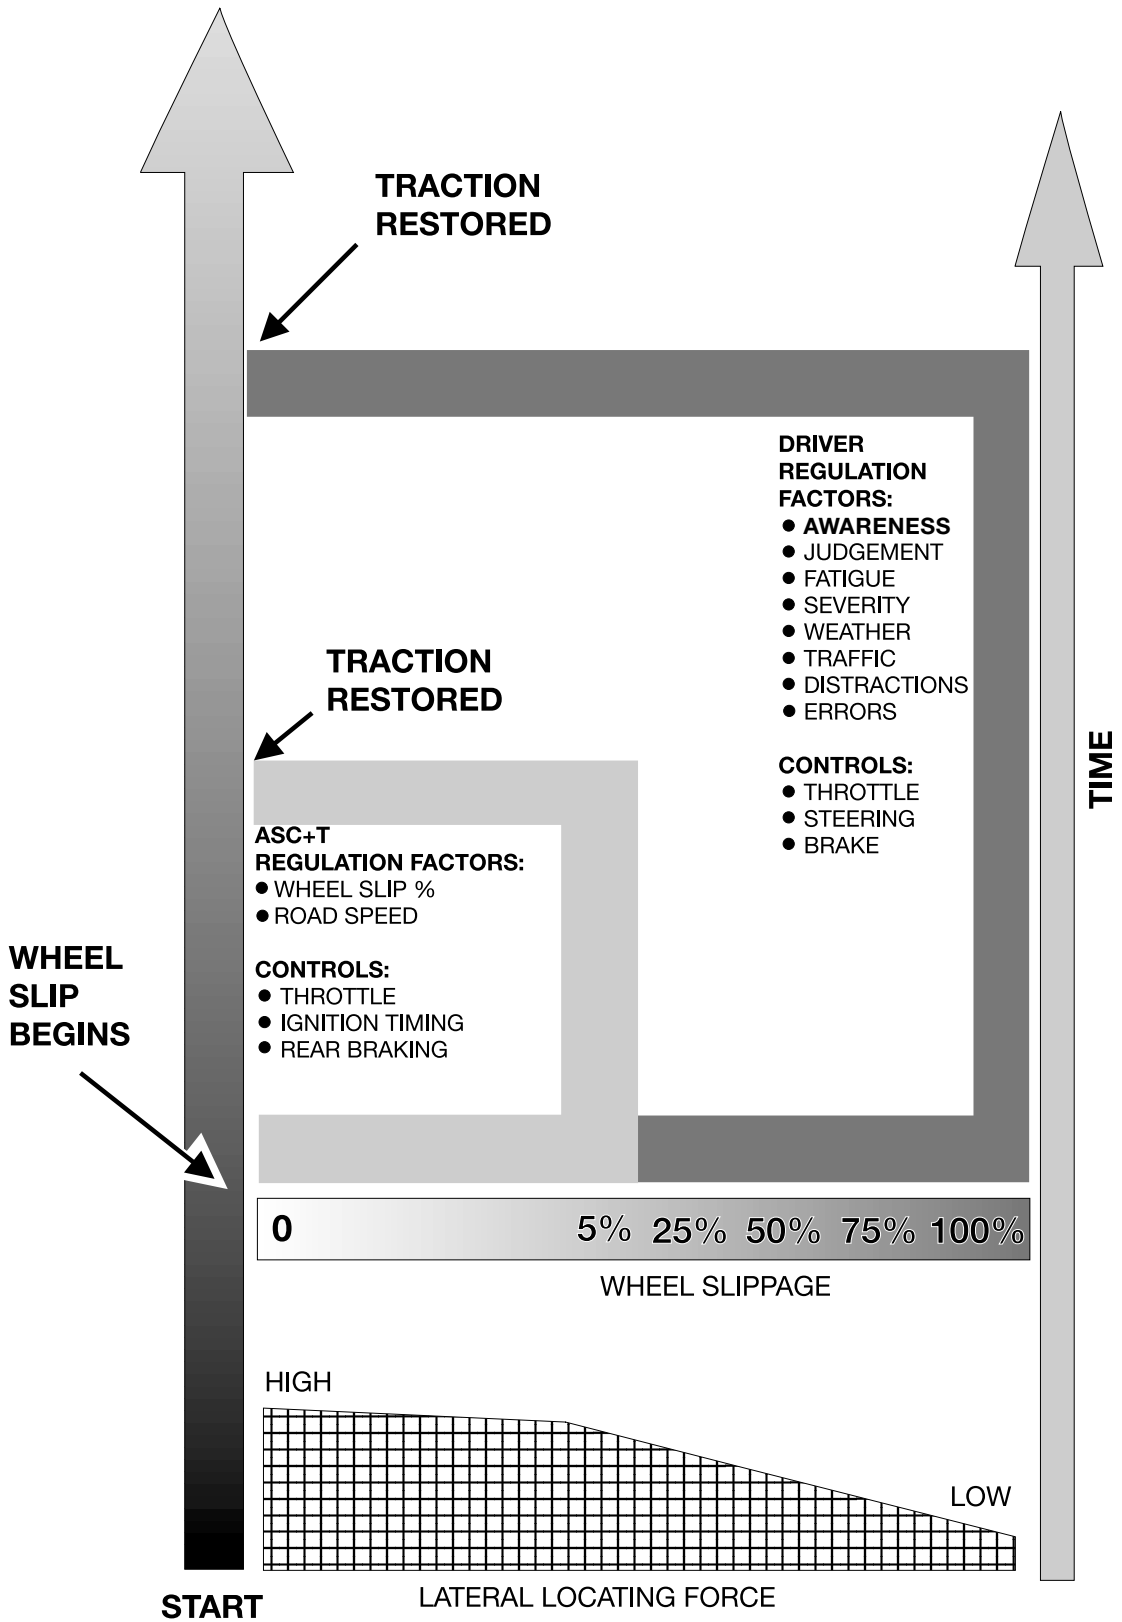 TRACTION
RESTORED
DRIVER
REGULATION
FACTORS:
● AWARENESS
● JUDGEMENT
● FATIGUE
● SEVERITY
● WEATHER
● TRAFFIC
● DISTRACTIONS
● ERRORS
CONTROLS:
● THROTTLE
● STEERING
● BRAKE
TRACTION
RESTORED
TIME
ASC+T
REGULATION FACTORS:
● WHEEL SLIP %
● ROAD SPEED
CONTROLS:
● THROTTLE
● IGNITION TIMING
● REAR BRAKING
WHEEL
SLIP
BEGINS
0 5% 25% 50% 75% 100%
WHEEL SLIPPAGE
HIGH
LOW
LATERAL LOCATING FORCE
START